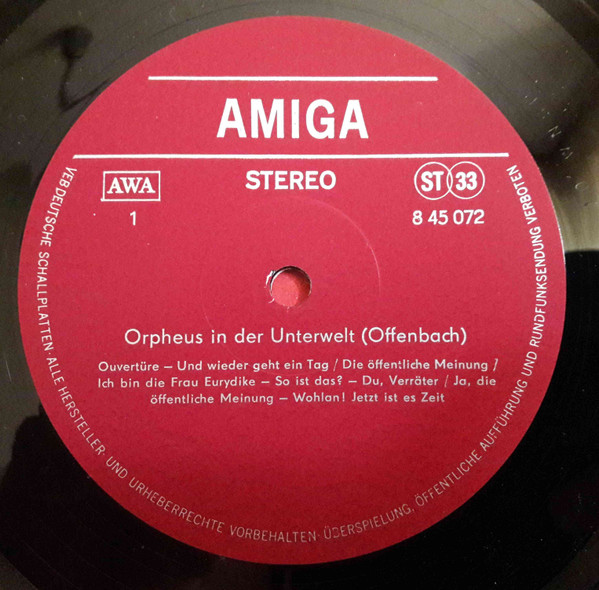 AMIGA
AWA
STEREO
ST 33
1
8 45 072
Orpheus in der Unterwelt (Offenbach)
Ouvertüre – Und wieder geht ein Tag / Die öffentliche Meinung /
Ich bin die Frau Eurydike – So ist das? – Du, Verräter / Ja, die
öffentliche Meinung – Wohlan! Jetzt ist es Zeit
VEB DEUTSCHE SCHALLPLATTEN · ALLE HERSTELLER- UND URHEBERRECHTE VORBEHALTEN · ÜBERSPIELUNG, ÖFFENTLICHE AUFFÜHRUNG UND RUNDFUNKSENDUNG VERBOTEN